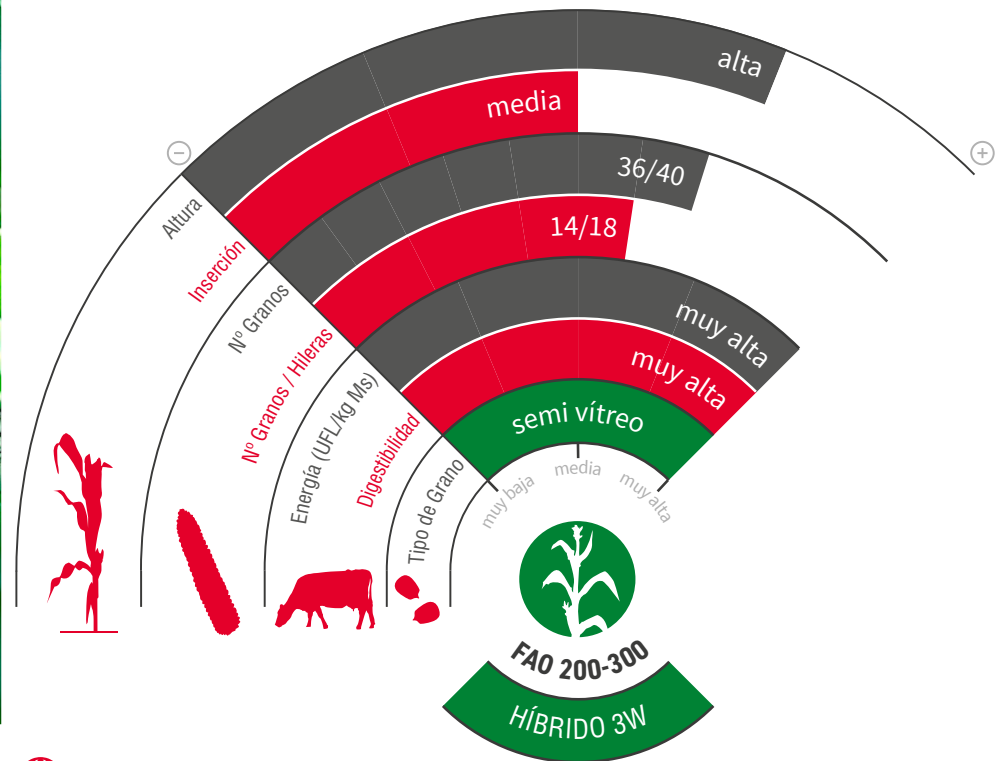 −
+
Altura
alta
Inserción
media
Nº Granos
36/40
Nº Granos / Hileras
14/18
Energía (UFL/kg Ms)
muy alta
Digestibilidad
muy alta
Tipo de Grano
semi vítreo
muy baja
media
muy alta
FAO 200-300
HÍBRIDO 3W